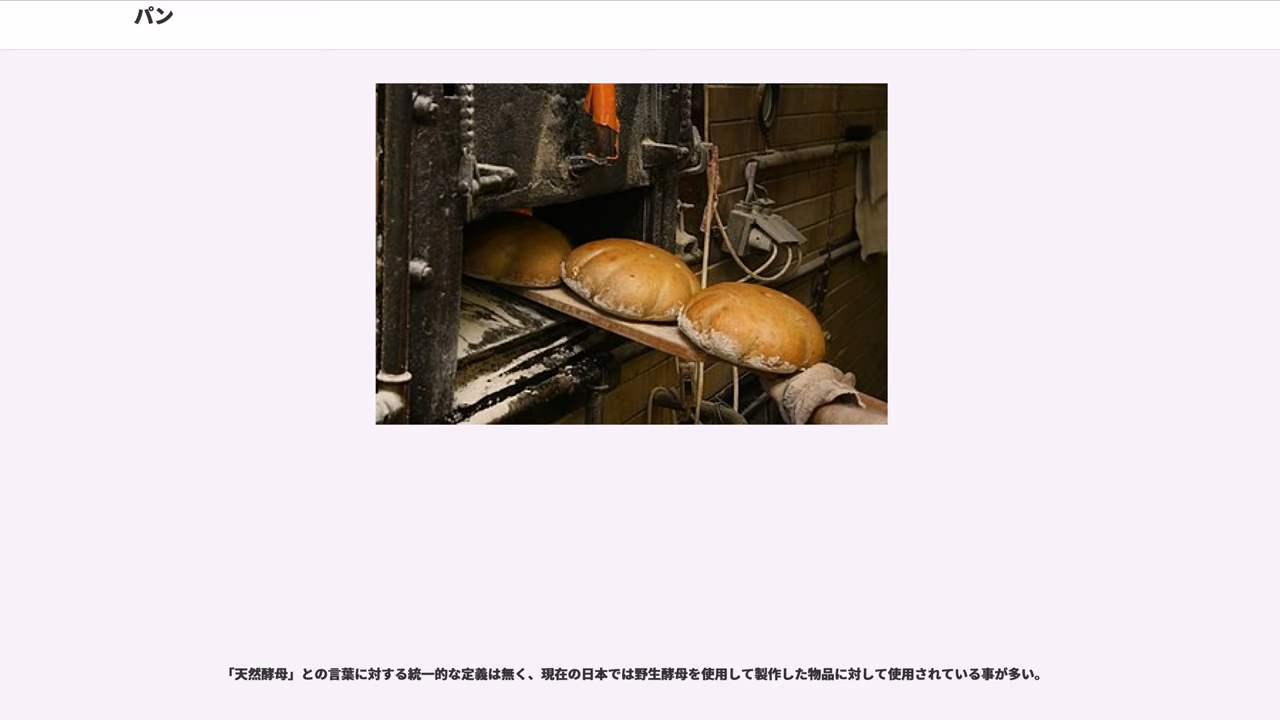 パン
「天然酵母」との言葉に対する統一的な定義は無く、現在の日本では野生酵母を使用して製作した物品に対して使用されている事が多い。